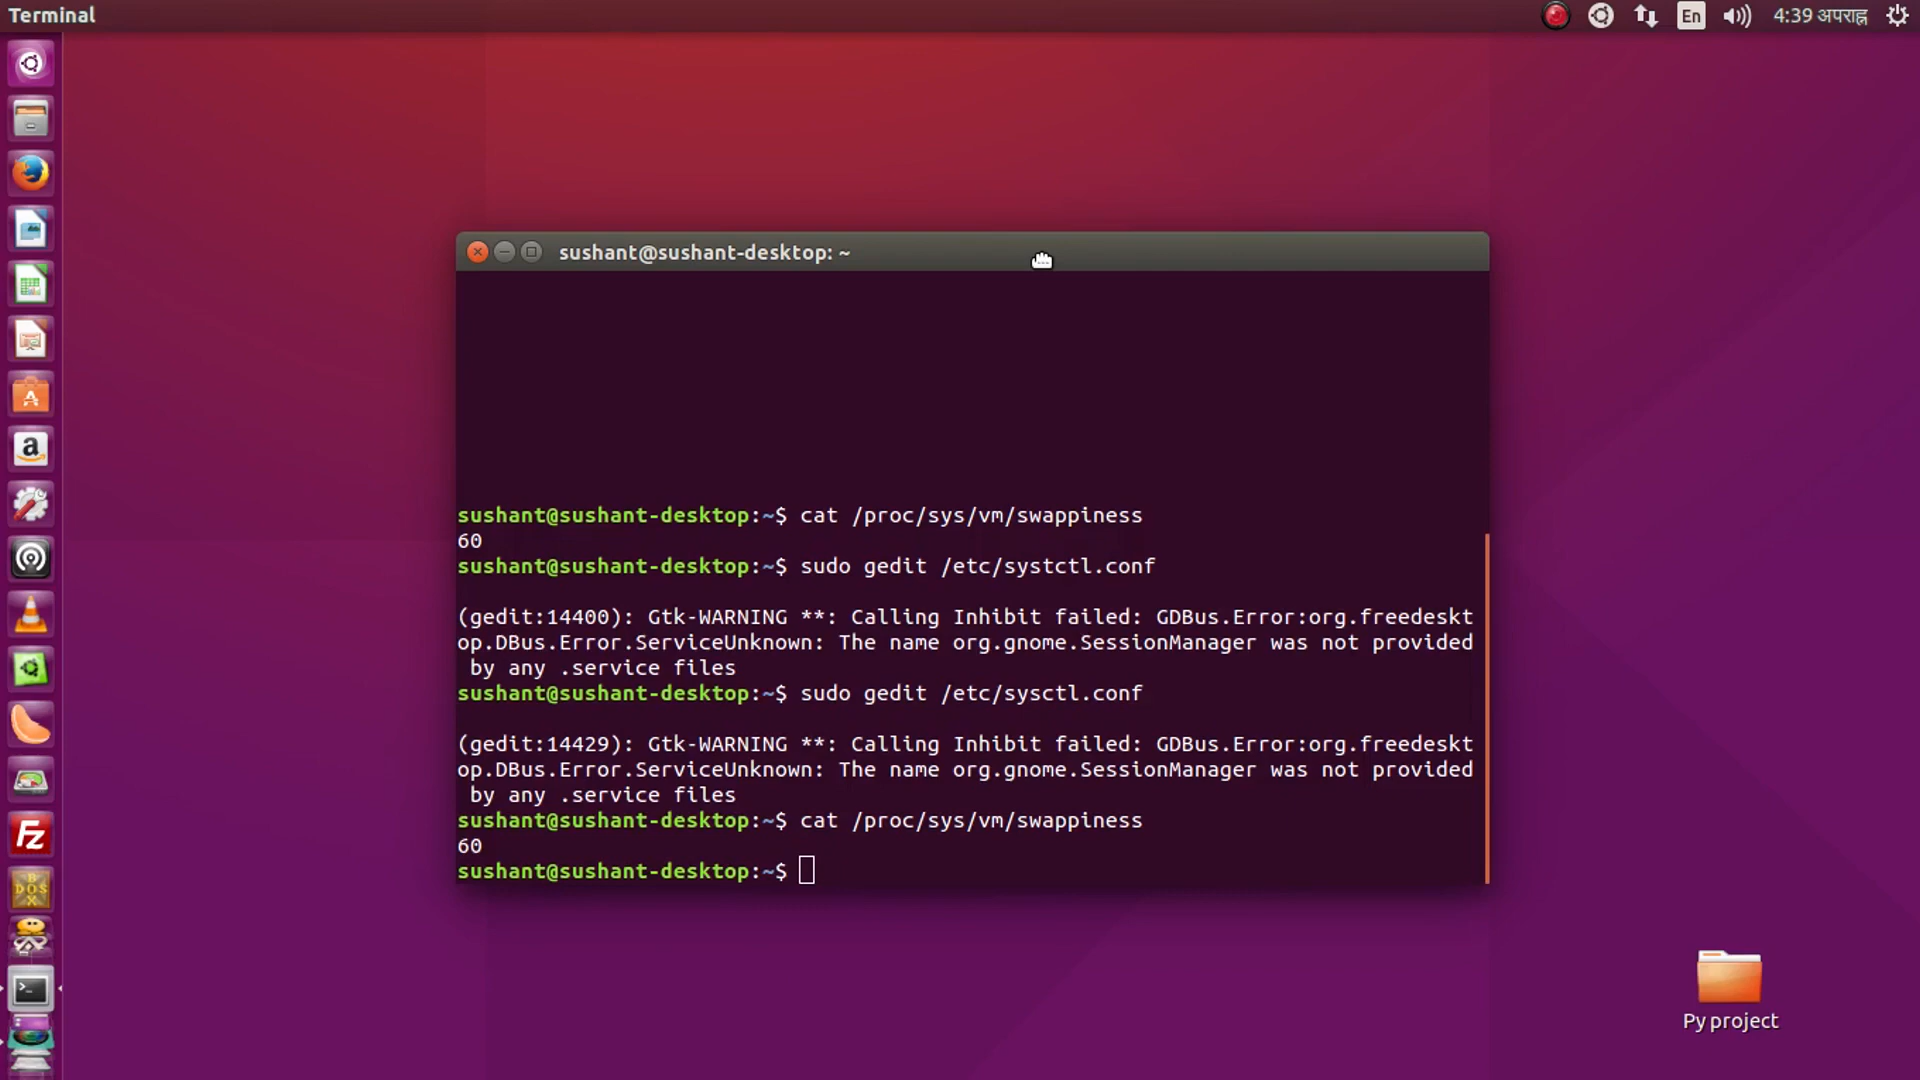 Terminal
En
4:39 अपराह्न
sushant@sushant-desktop: ~
sushant@sushant-desktop:~$ cat /proc/sys/vm/swappiness
60
sushant@sushant-desktop:~$ sudo gedit /etc/systctl.conf
(gedit:14400): Gtk-WARNING **: Calling Inhibit failed: GDBus.Error:org.freedeskt
op.DBus.Error.ServiceUnknown: The name org.gnome.SessionManager was not provided
by any .service files
sushant@sushant-desktop:~$ sudo gedit /etc/sysctl.conf
(gedit:14429): Gtk-WARNING **: Calling Inhibit failed: GDBus.Error:org.freedeskt
op.DBus.Error.ServiceUnknown: The name org.gnome.SessionManager was not provided
by any .service files
sushant@sushant-desktop:~$ cat /proc/sys/vm/swappiness
60
sushant@sushant-desktop:~$
A
a
Fz
DOS
>_
Py project